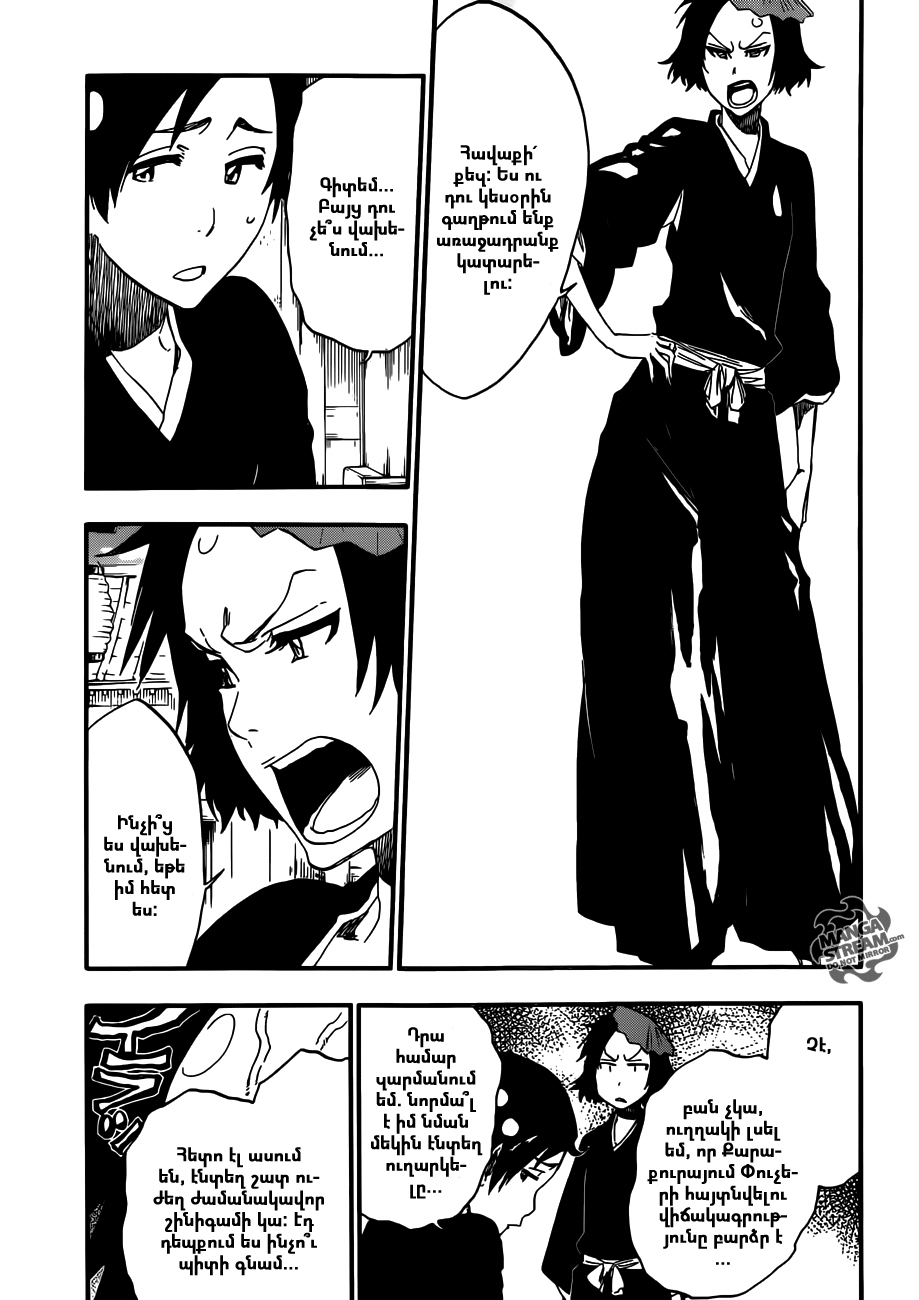 Հավաքի՛
քեզ: Ես ու
դու կեսօրին
գաղթում ենք
առաջադրանք
կատարե-
լու:
Գիտեմ...
Բայց դու
չե՞ս վախե-
նում...
Ինչի՞ց
ես վախե-
նում, եթե
իմ հետ
ես:
MANGA
STREAM.com
DO NOT MIRROR
Չէ,
բան չկա,
ուղղակի լսել
եմ, որ Քարա-
քուրայում Փուչե-
րի հայտնվելու
վիճակագրութ-
յունը բարձր է
...
Դրա
համար
զարմանում
եմ. նորմա՞լ
է իմ նման
մեկին էնտեղ
ուղարկե-
լը...
Հետո էլ ասում
են, էնտեղ շատ ու-
ժեղ ժամանակավոր
շինիգամի կա: Էդ
դեպքում ես ինչո՞ւ
պիտի գնամ...